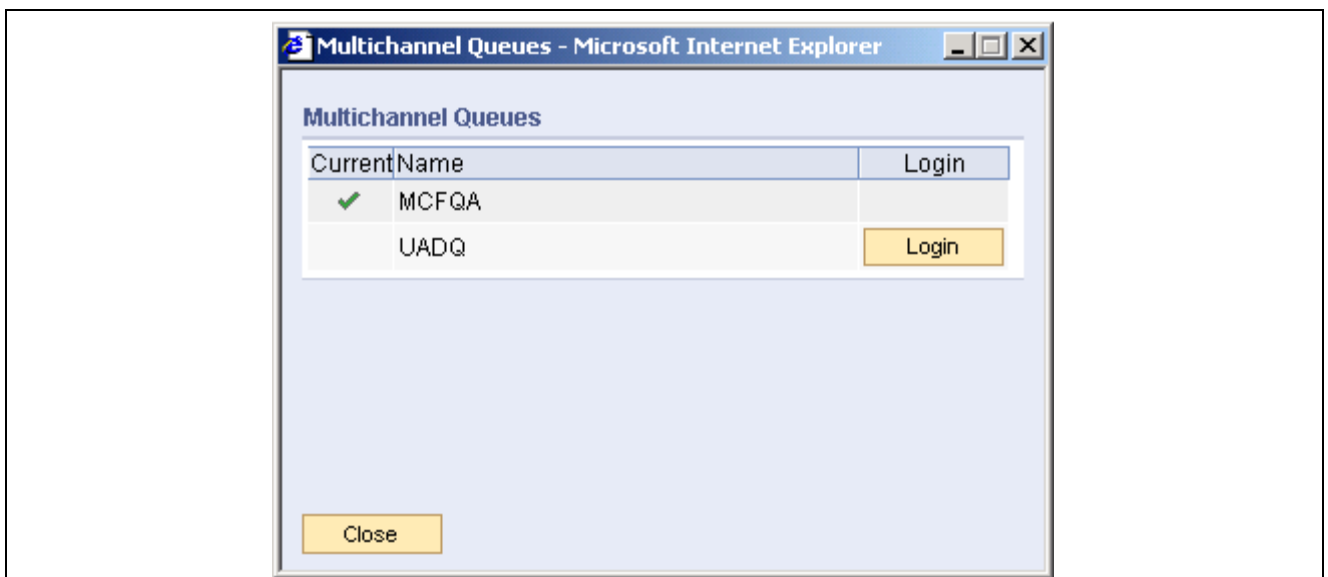 Multichannel Queues - Microsoft Internet Explorer
Multichannel Queues
Current Name Login
MCFQA
UADQ Login
Close